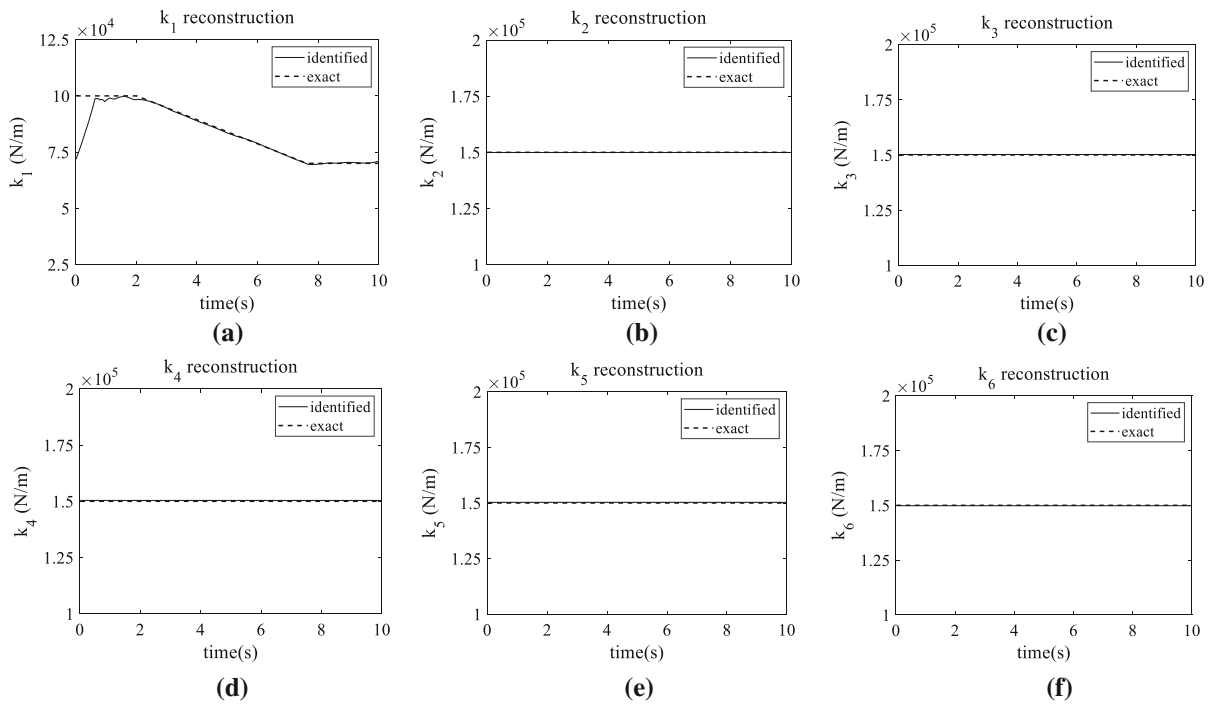 k1 reconstruction
×10^4
12.5
10
7.5
5
2.5
k1 (N/m)
identified
exact
0 2 4 6 8 10
time(s)
(a)
k2 reconstruction
×10^5
2
1.75
1.5
1.25
1
k2 (N/m)
identified
exact
0 2 4 6 8 10
time(s)
(b)
k3 reconstruction
×10^5
2
1.75
1.5
1.25
1
k3 (N/m)
identified
exact
0 2 4 6 8 10
time(s)
(c)
k4 reconstruction
×10^5
2
1.75
1.5
1.25
1
k4 (N/m)
identified
exact
0 2 4 6 8 10
time(s)
(d)
k5 reconstruction
×10^5
2
1.75
1.5
1.25
1
k5 (N/m)
identified
exact
0 2 4 6 8 10
time(s)
(e)
k6 reconstruction
×10^5
2
1.75
1.5
1.25
1
k6 (N/m)
identified
exact
0 2 4 6 8 10
time(s)
(f)